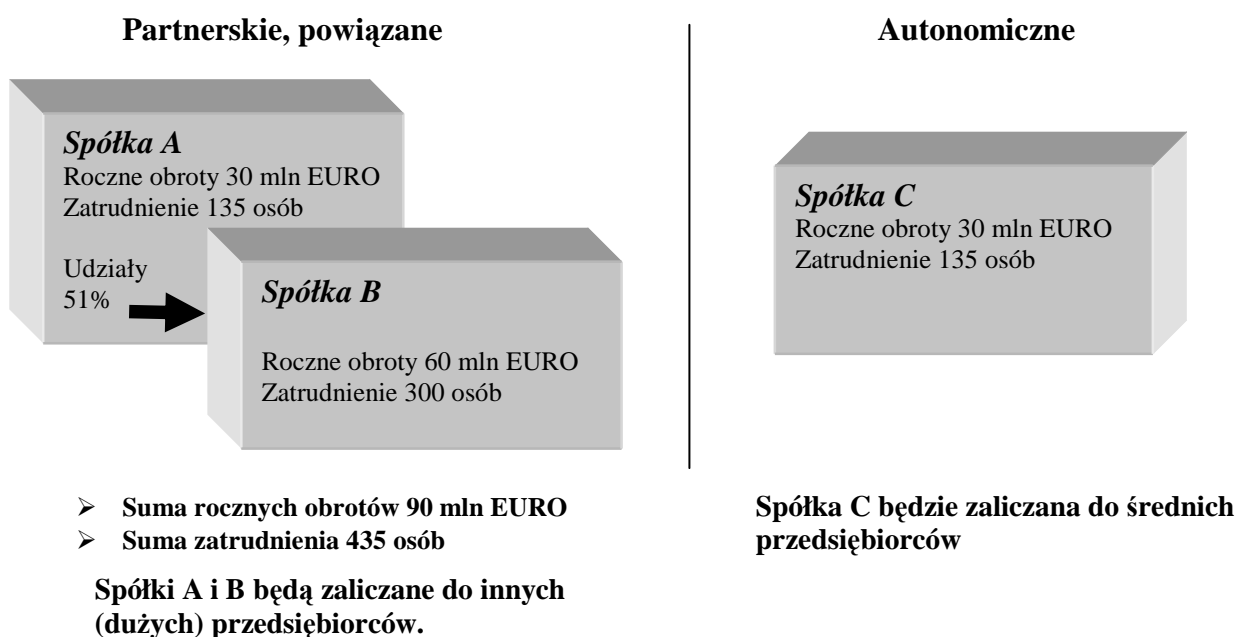 Partnerskie, powiązane
Spółka A
Roczne obroty 30 mln EURO
Zatrudnienie 135 osób
Udziały
51%
Spółka B
Roczne obroty 60 mln EURO
Zatrudnienie 300 osób
➢ Suma rocznych obrotów 90 mln EURO
➢ Suma zatrudnienia 435 osób
Spółki A i B będą zaliczane do innych
(dużych) przedsiębiorców.
Autonomiczne
Spółka C
Roczne obroty 30 mln EURO
Zatrudnienie 135 osób
Spółka C będzie zaliczana do średnich
przedsiębiorców